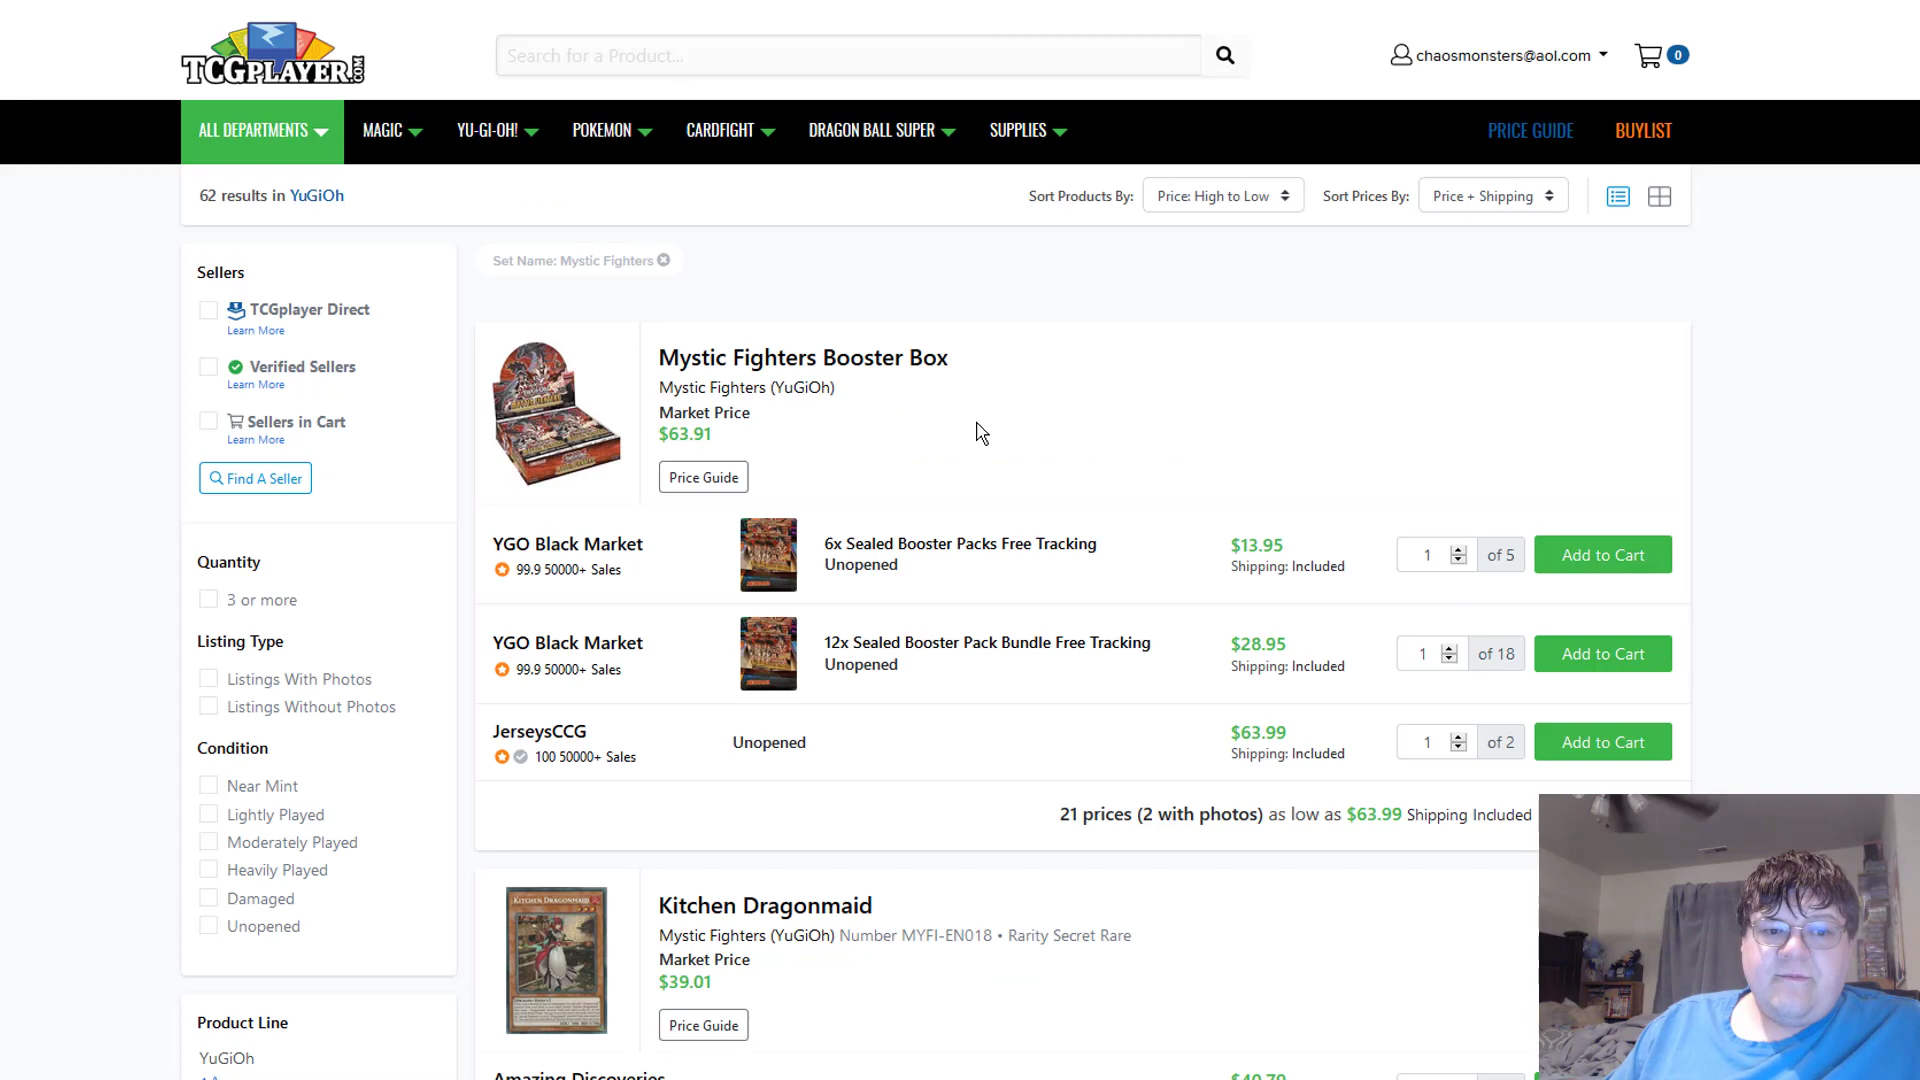 TCGPLAYER.COM
Search for a Product...
chaosmonsters@aol.com
0
ALL DEPARTMENTS
MAGIC
YU-GI-OH!
POKEMON
CARDFIGHT
DRAGON BALL SUPER
SUPPLIES
PRICE GUIDE
BUYLIST
62 results in YuGiOh
Sort Products By:
Price: High to Low
Sort Prices By:
Price + Shipping
Sellers
TCGplayer Direct
Learn More
Verified Sellers
Learn More
Sellers in Cart
Learn More
Find A Seller
Quantity
3 or more
Listing Type
Listings With Photos
Listings Without Photos
Condition
Near Mint
Lightly Played
Moderately Played
Heavily Played
Damaged
Unopened
Product Line
YuGiOh
Set Name: Mystic Fighters
Mystic Fighters Booster Box
Mystic Fighters (YuGiOh)
Market Price
$63.91
Price Guide
YGO Black Market
99.9 50000+ Sales
6x Sealed Booster Packs Free Tracking
Unopened
$13.95
Shipping: Included
1
of 5
Add to Cart
YGO Black Market
99.9 50000+ Sales
12x Sealed Booster Pack Bundle Free Tracking
Unopened
$28.95
Shipping: Included
1
of 18
Add to Cart
JerseysCCG
100 50000+ Sales
Unopened
$63.99
Shipping: Included
1
of 2
Add to Cart
21 prices (2 with photos) as low as $63.99 Shipping Included
KITCHEN DRAGONMAID
Kitchen Dragonmaid
Mystic Fighters (YuGiOh) Number MYFI-EN018 • Rarity Secret Rare
Market Price
$39.01
Price Guide
Amazing Discoveries
$40.79